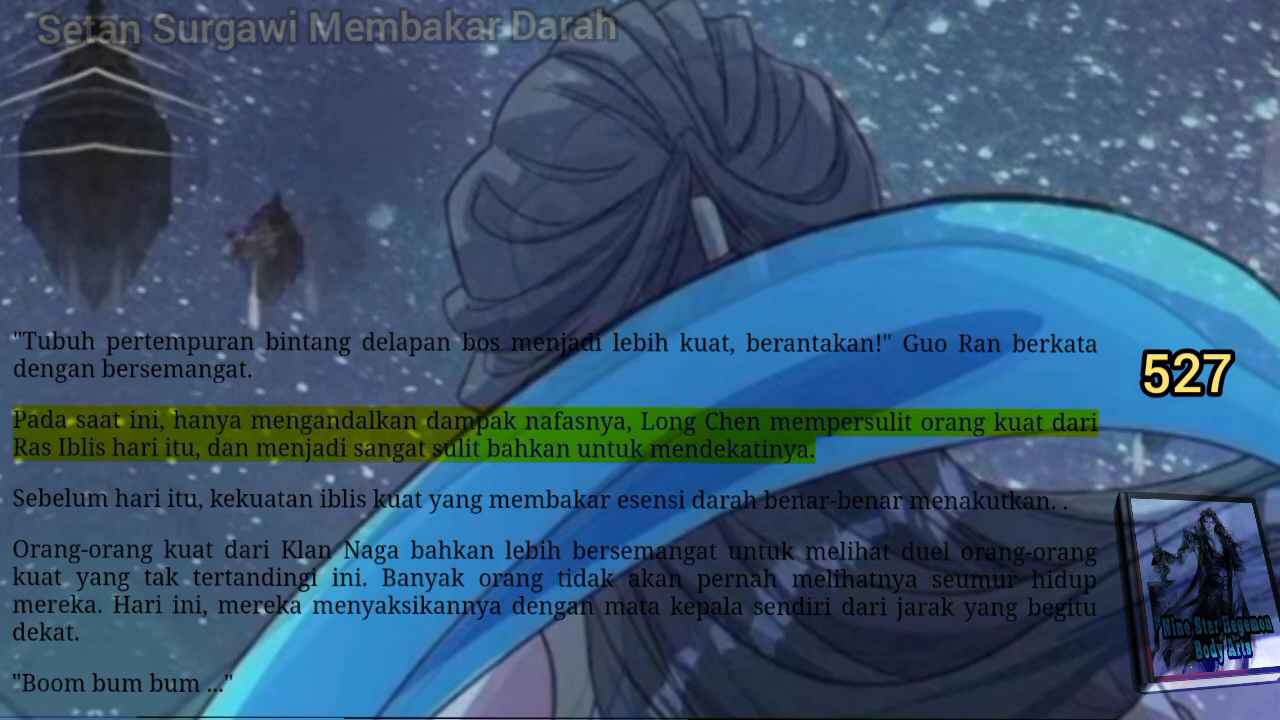 Setan Surgawi Membakar Darah
"Tubuh pertempuran bintang delapan bos menjadi lebih kuat, berantakan!" Guo Ran berkata
dengan bersemangat.
527
Pada saat ini, hanya mengandalkan dampak nafasnya, Long Chen mempersulit orang kuat dari
Ras Iblis hari itu, dan menjadi sangat sulit bahkan untuk mendekatinya.
Sebelum hari itu, kekuatan iblis kuat yang membakar esensi darah benar-benar menakutkan. .
Orang-orang kuat dari Klan Naga bahkan lebih bersemangat untuk melihat duel orang-orang
kuat yang tak tertandingi ini. Banyak orang tidak akan pernah melihatnya seumur hidup
mereka. Hari ini, mereka menyaksikannya dengan mata kepala sendiri dari jarak yang begitu
dekat.
"Boom bum bum ..."
Nine Star Hegemon
Body Arts